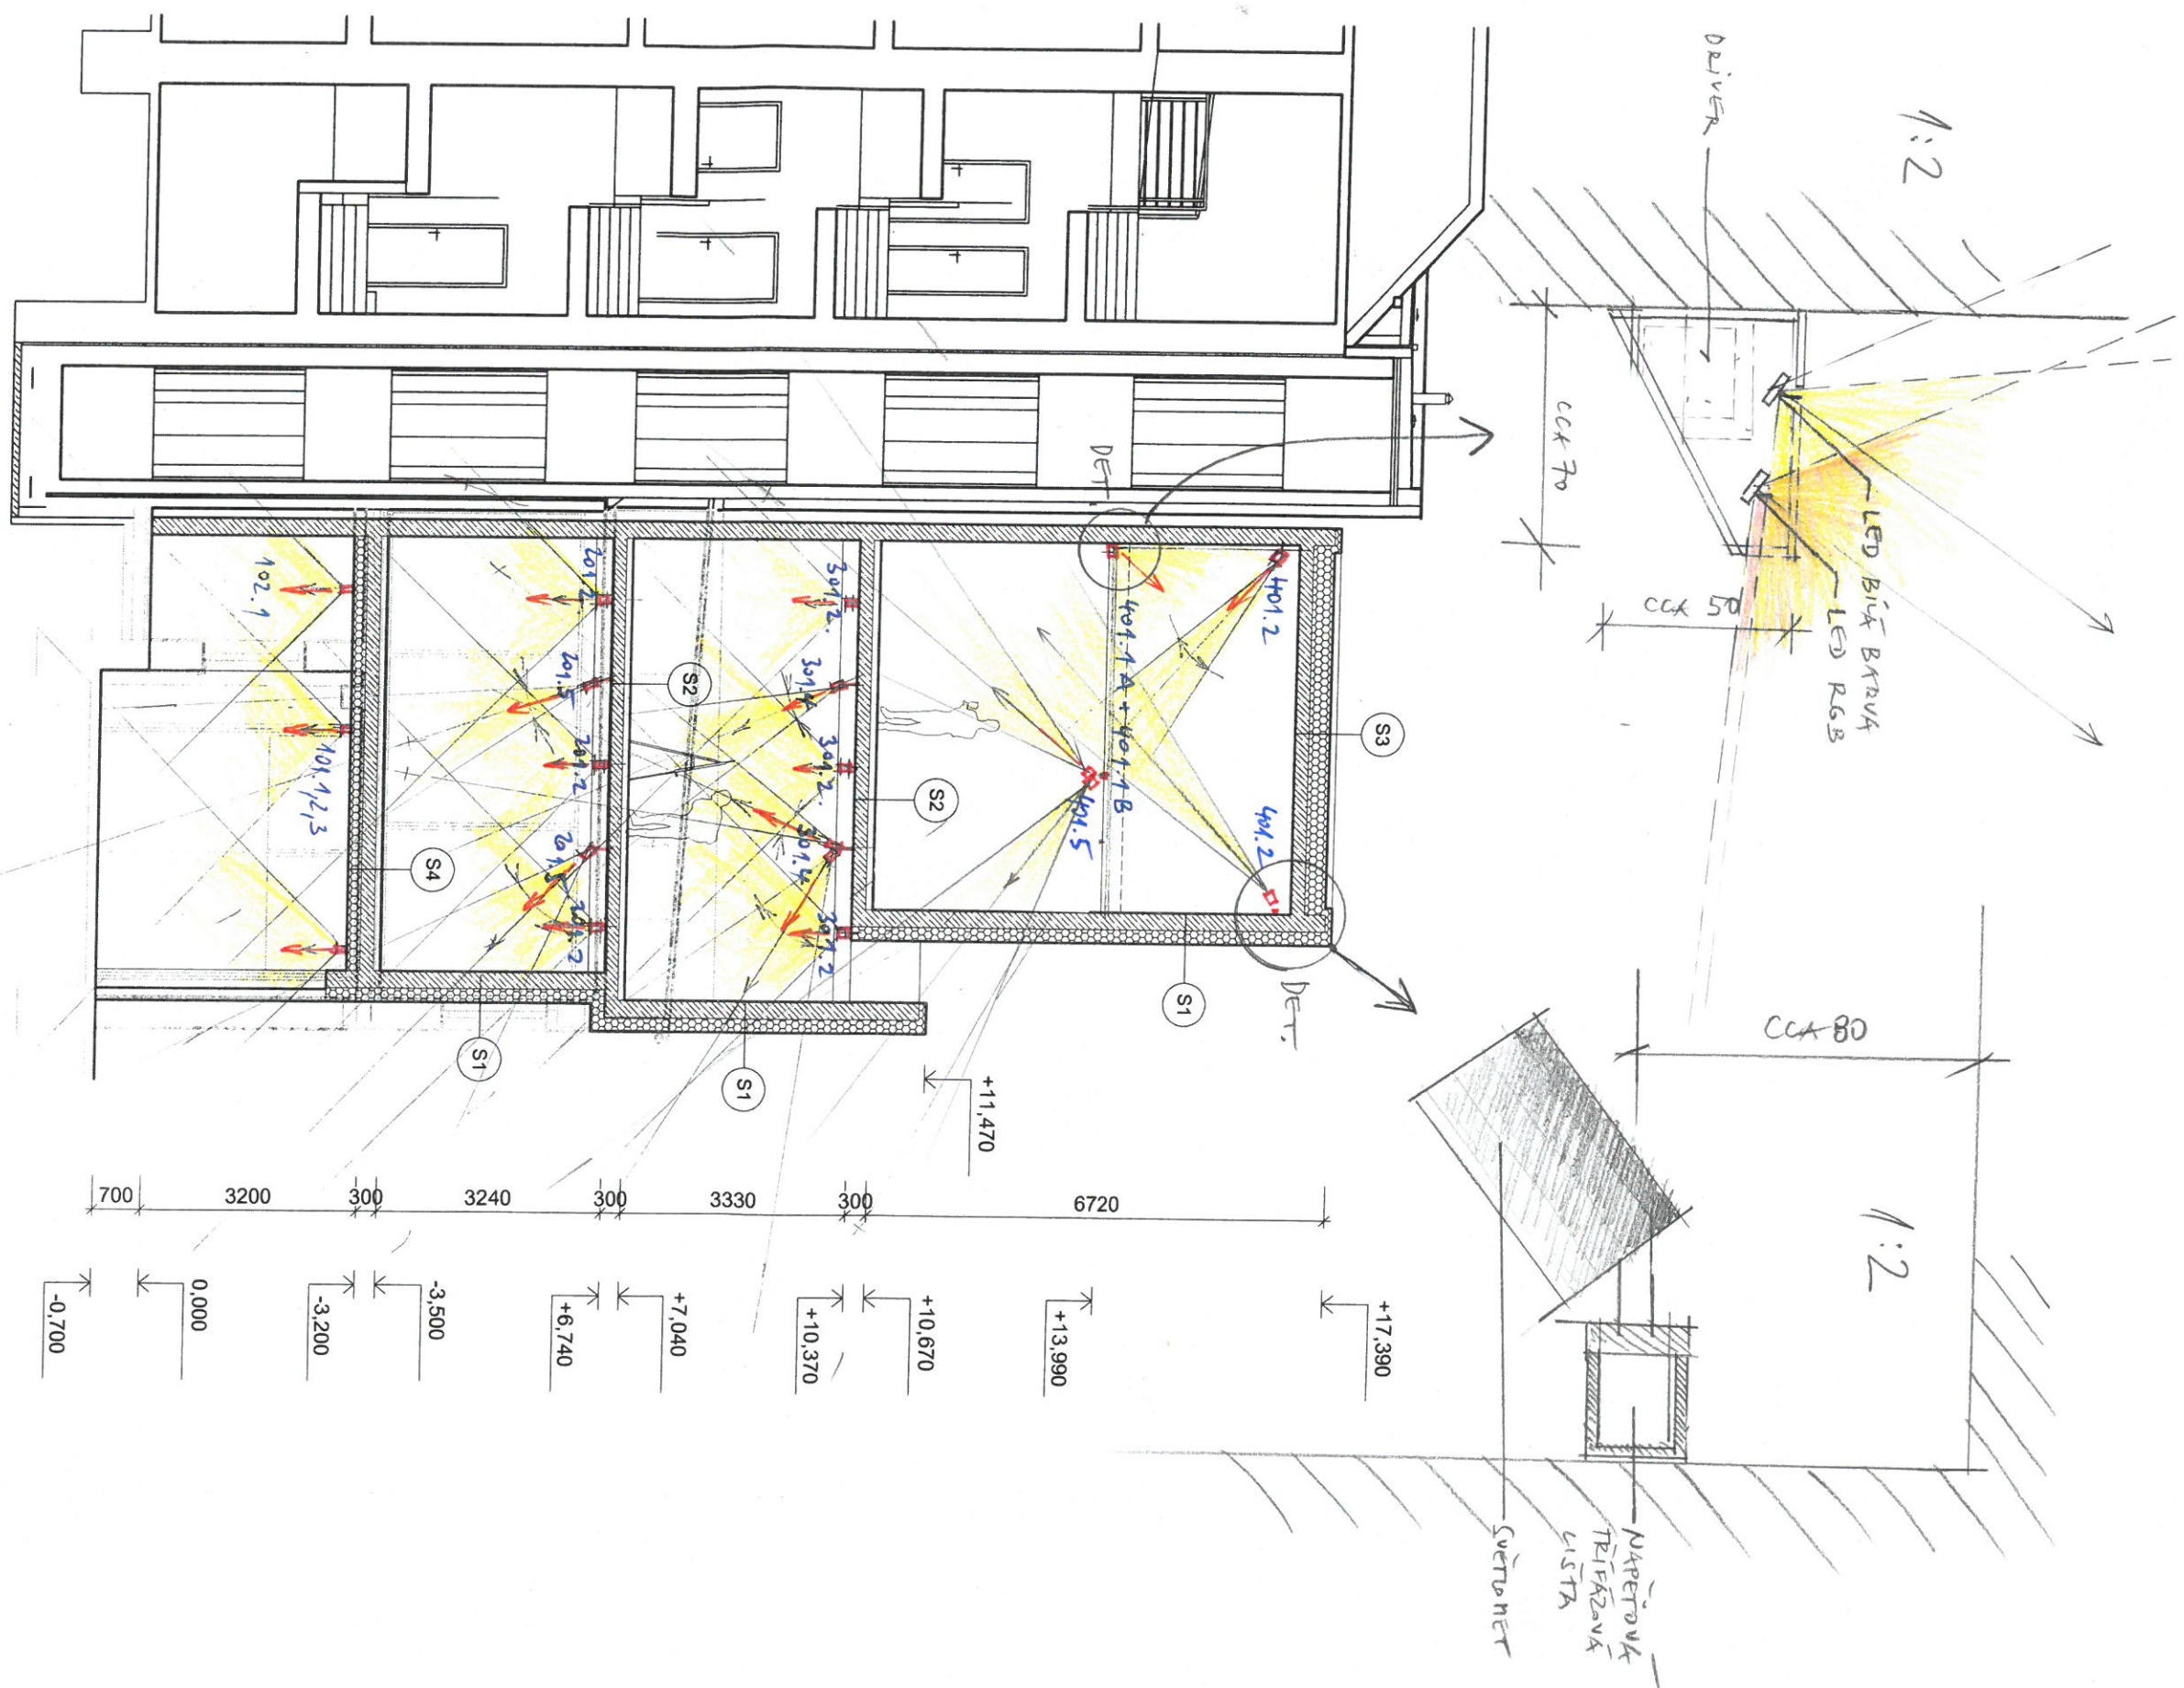 1:2
DRIVER
CCA 70
CCA 50
LED BÍLÁ BARVA
LED RGB
DET
401.2
401.1A + 401.1B
401.5
401.2
DET.
S3
S2
S1
301.2.
301.4
301.2.
301.4
301.2
S2
S1
201.2
201.5
201.2
201.5
201.2
S4
S1
102.1
101.1,2,3
+11,470
700
3200
300
3240
300
3330
300
6720
-0,700
0,000
-3,200
-3,500
+6,740
+7,040
+10,370
+10,670
+13,990
+17,390
CCA 80
1:2
NAPĚŤOVÁ
TŘÍFÁZOVÁ
LIŠTA
SVĚTLOMET